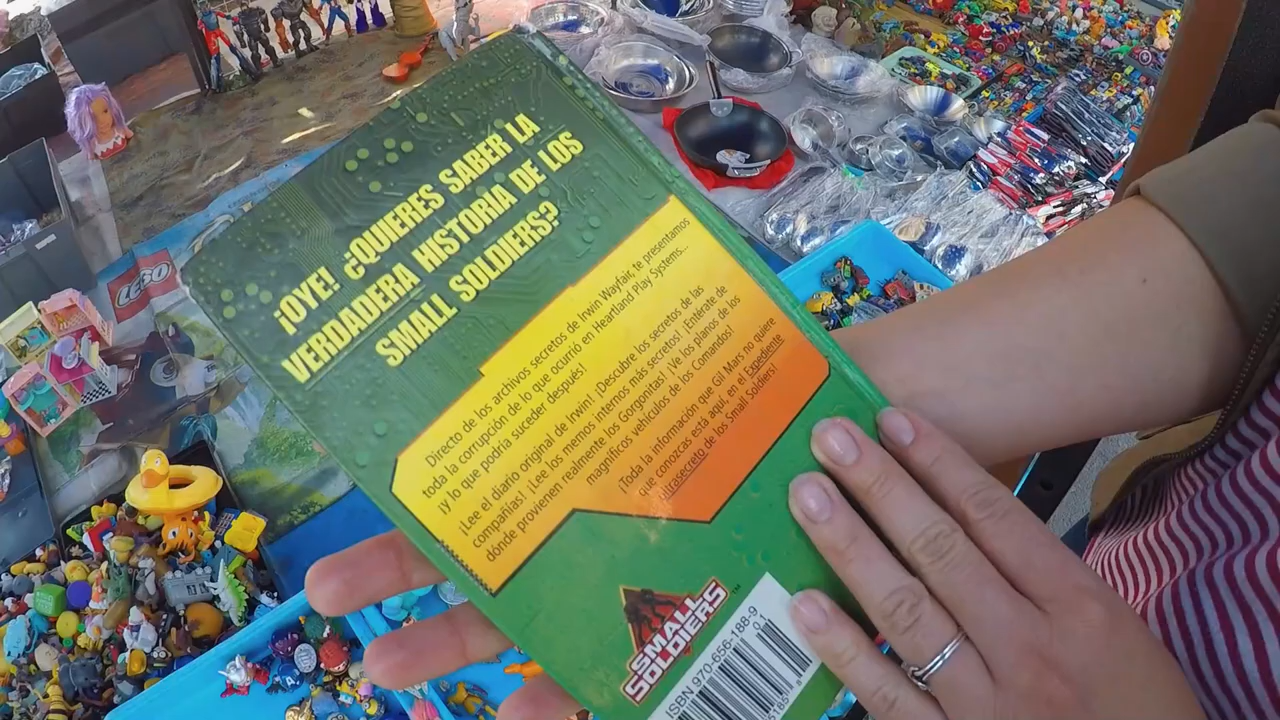 ¡OYE! ¿QUIERES SABER LA
VERDADERA HISTORIA DE LOS
SMALL SOLDIERS?
Directo de los archivos secretos de Irwin Wayfair, te presentamos
toda la corrupción de lo que ocurrió en Heartland Play Systems...
¡Y lo que podría suceder después!
¡Lee el diario original de Irwin! ¡Descubre los secretos de las
compañías! ¡Lee los memos internos más secretos! ¡Entérate de
dónde provienen realmente los Gorgonitas! ¡Ve los planos de los
magníficos vehículos de los Comandos!
¡Toda la información que Gil Mars no quiere
que conozcas está aquí, en el Expediente
Ultrasecreto de los Small Soldiers!
SMALL
SOLDIERS™
ISBN 970-656-188-9
LEGO